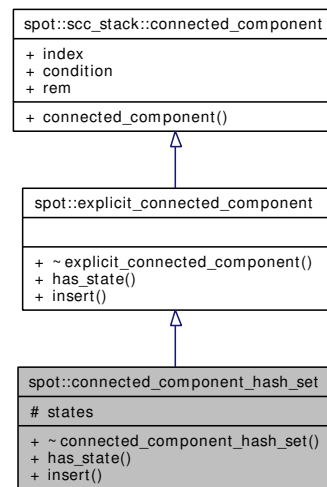 spot::scc_stack::connected_component
+ index
+ condition
+ rem
+ connected_component()
spot::explicit_connected_component
+ ~explicit_connected_component()
+ has_state()
+ insert()
spot::connected_component_hash_set
# states
+ ~connected_component_hash_set()
+ has_state()
+ insert()